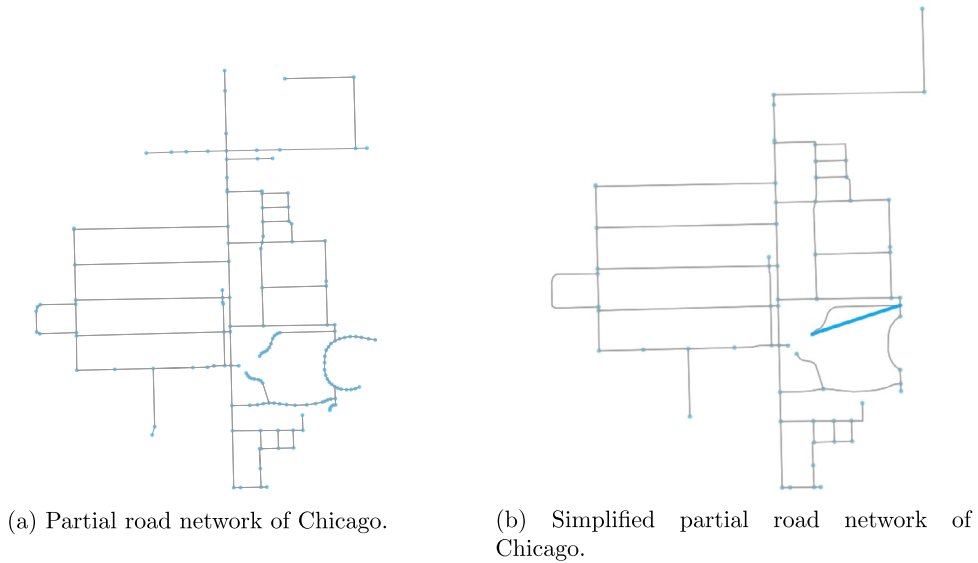 (a) Partial road network of Chicago.
(b) Simplified partial road network of
Chicago.